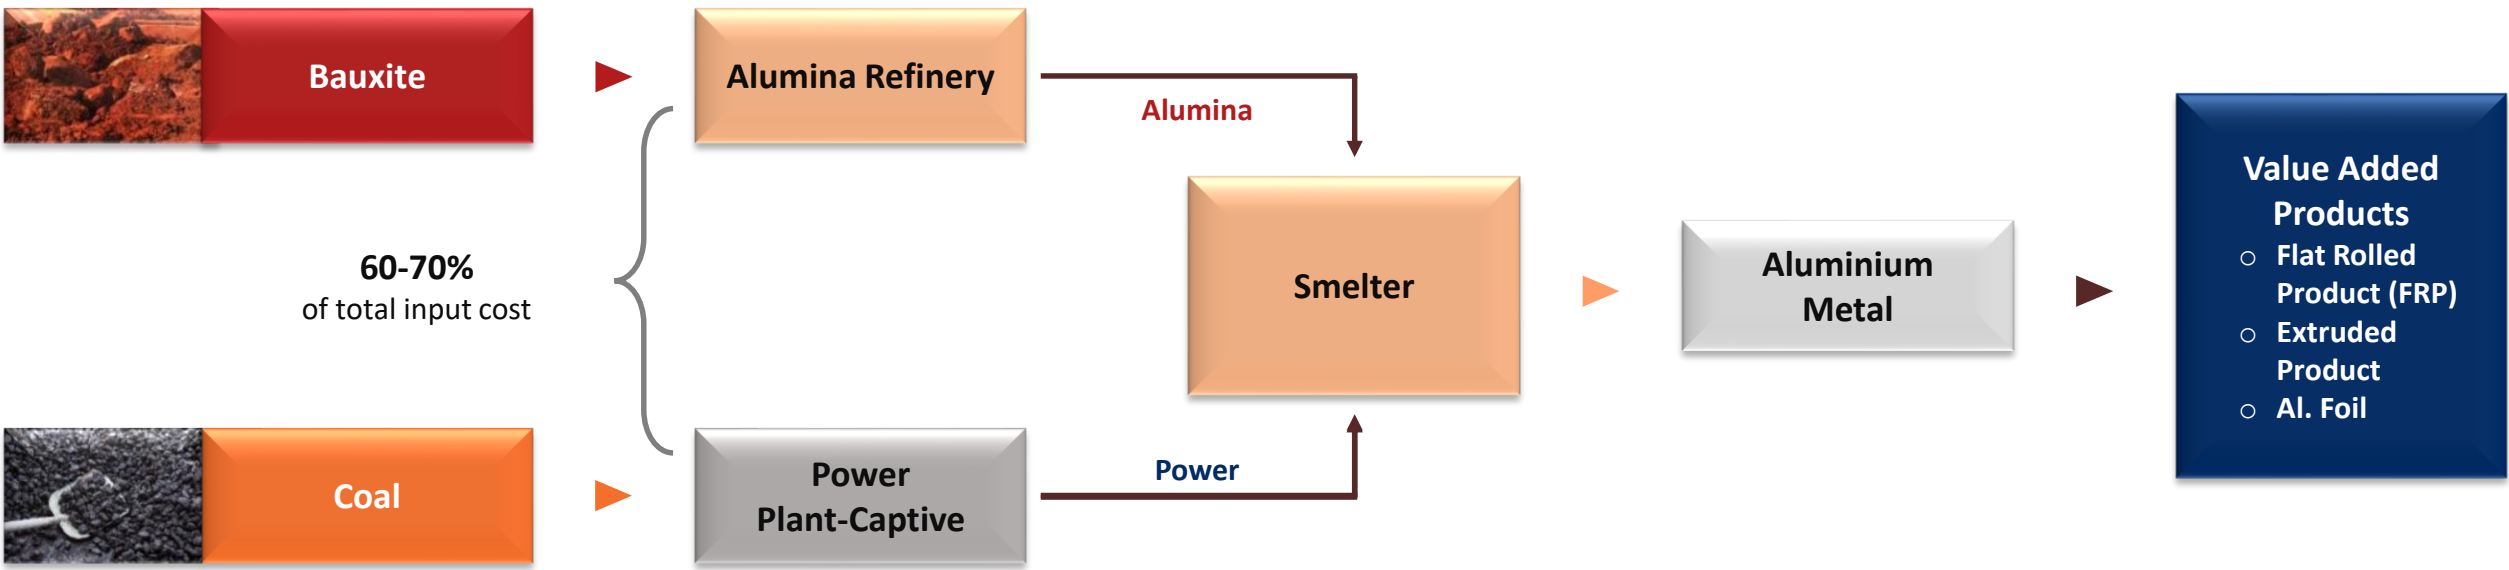 Bauxite
Alumina Refinery
Alumina
60-70%
of total input cost
Smelter
Coal
Power
Plant-Captive
Power
Aluminium
Metal
Value Added
Products
o Flat Rolled
Product (FRP)
o Extruded
Product
o Al. Foil